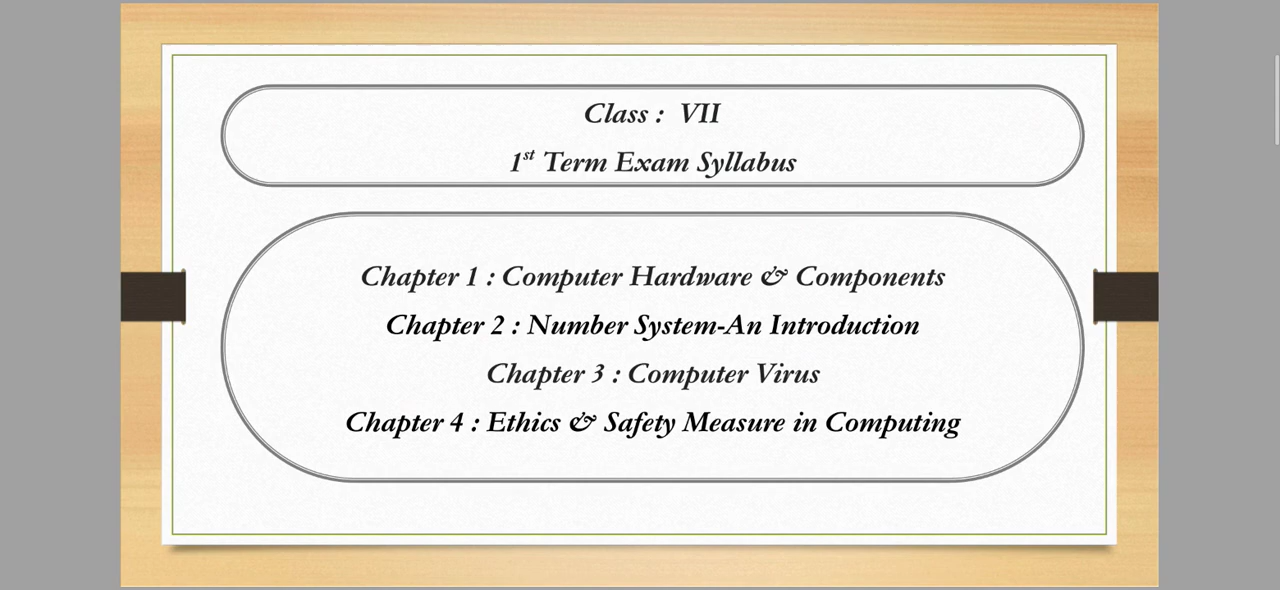 Class : VII
1st Term Exam Syllabus
Chapter 1 : Computer Hardware & Components
Chapter 2 : Number System-An Introduction
Chapter 3 : Computer Virus
Chapter 4 : Ethics & Safety Measure in Computing